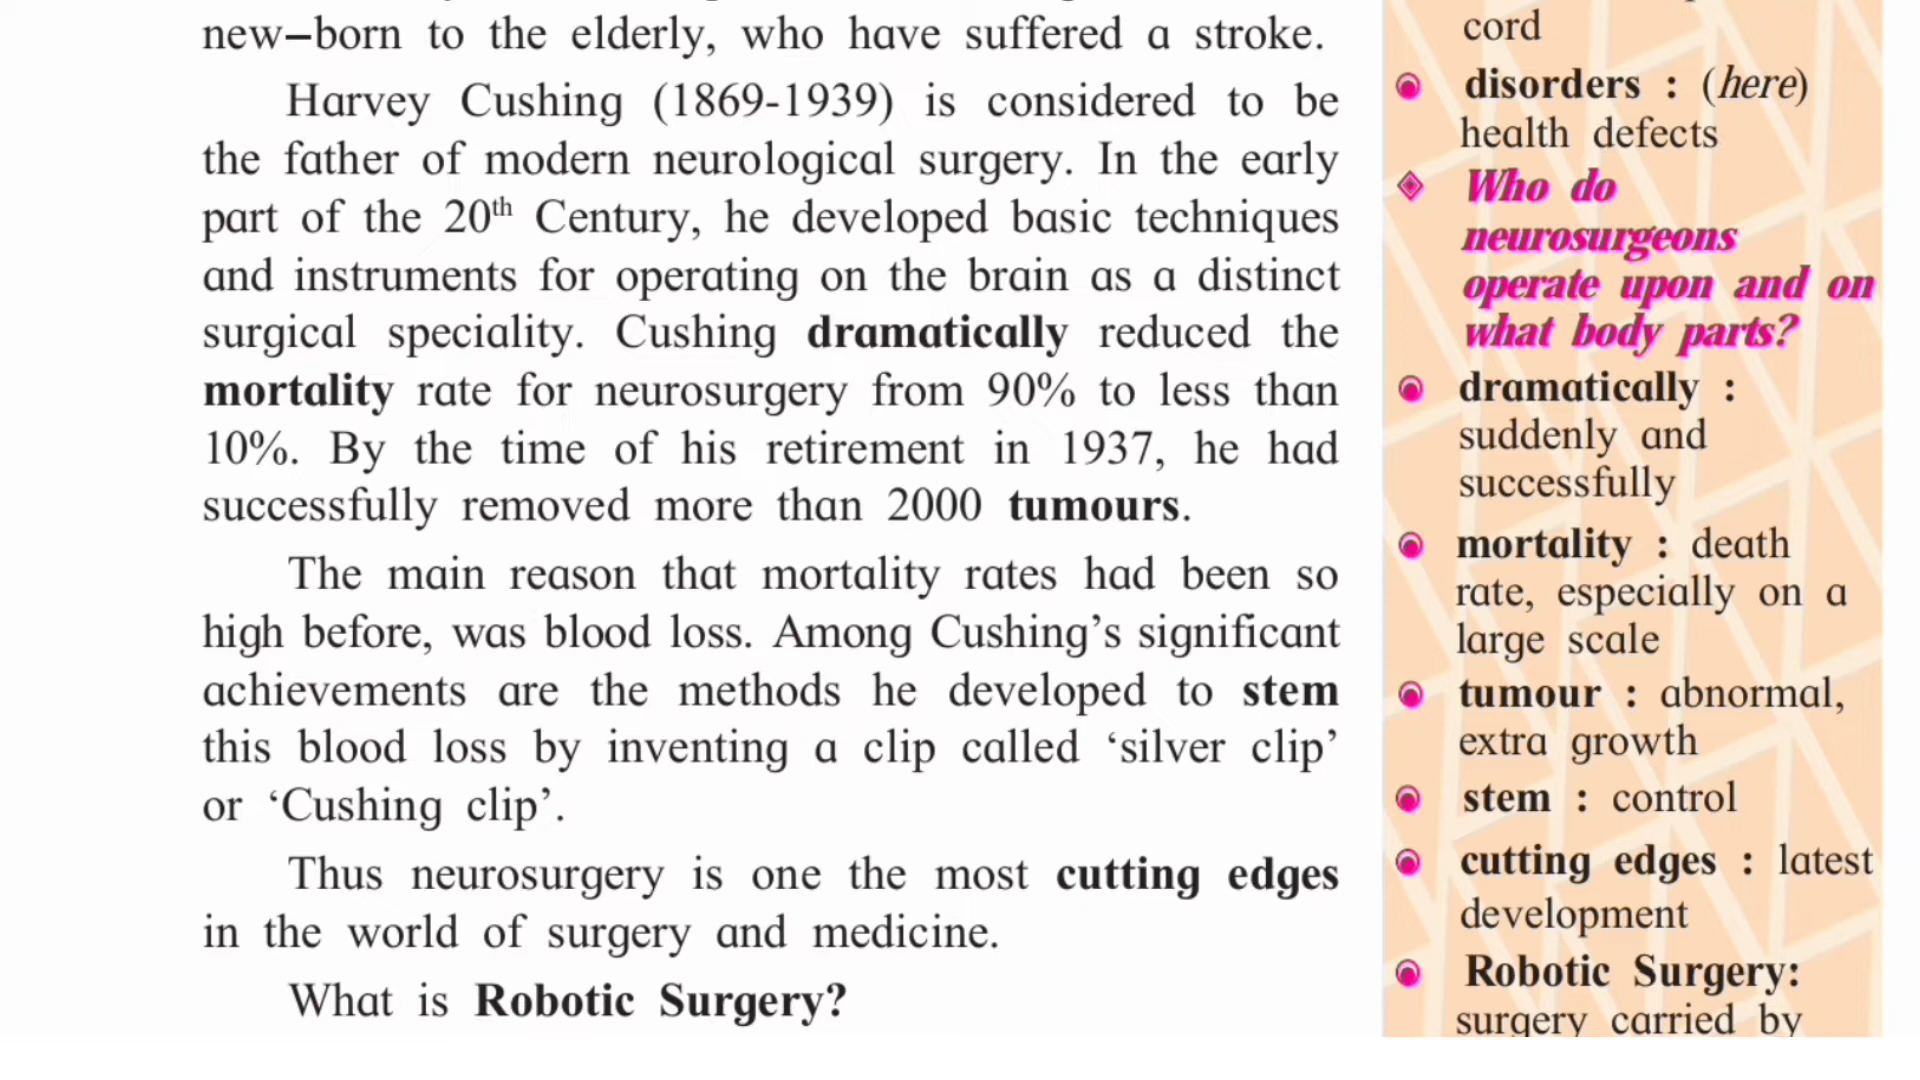 new–born to the elderly, who have suffered a stroke.
Harvey Cushing (1869-1939) is considered to be
the father of modern neurological surgery. In the early
part of the 20th Century, he developed basic techniques
and instruments for operating on the brain as a distinct
surgical speciality. Cushing dramatically reduced the
mortality rate for neurosurgery from 90% to less than
10%. By the time of his retirement in 1937, he had
successfully removed more than 2000 tumours.
The main reason that mortality rates had been so
high before, was blood loss. Among Cushing's significant
achievements are the methods he developed to stem
this blood loss by inventing a clip called ‘silver clip’
or ‘Cushing clip’.
Thus neurosurgery is one the most cutting edges
in the world of surgery and medicine.
What is Robotic Surgery?
cord
disorders : (here)
health defects
Who do
neurosurgeons
operate upon and on
what body parts?
dramatically :
suddenly and
successfully
mortality : death
rate, especially on a
large scale
tumour : abnormal,
extra growth
stem : control
cutting edges : latest
development
Robotic Surgery:
surgery carried by